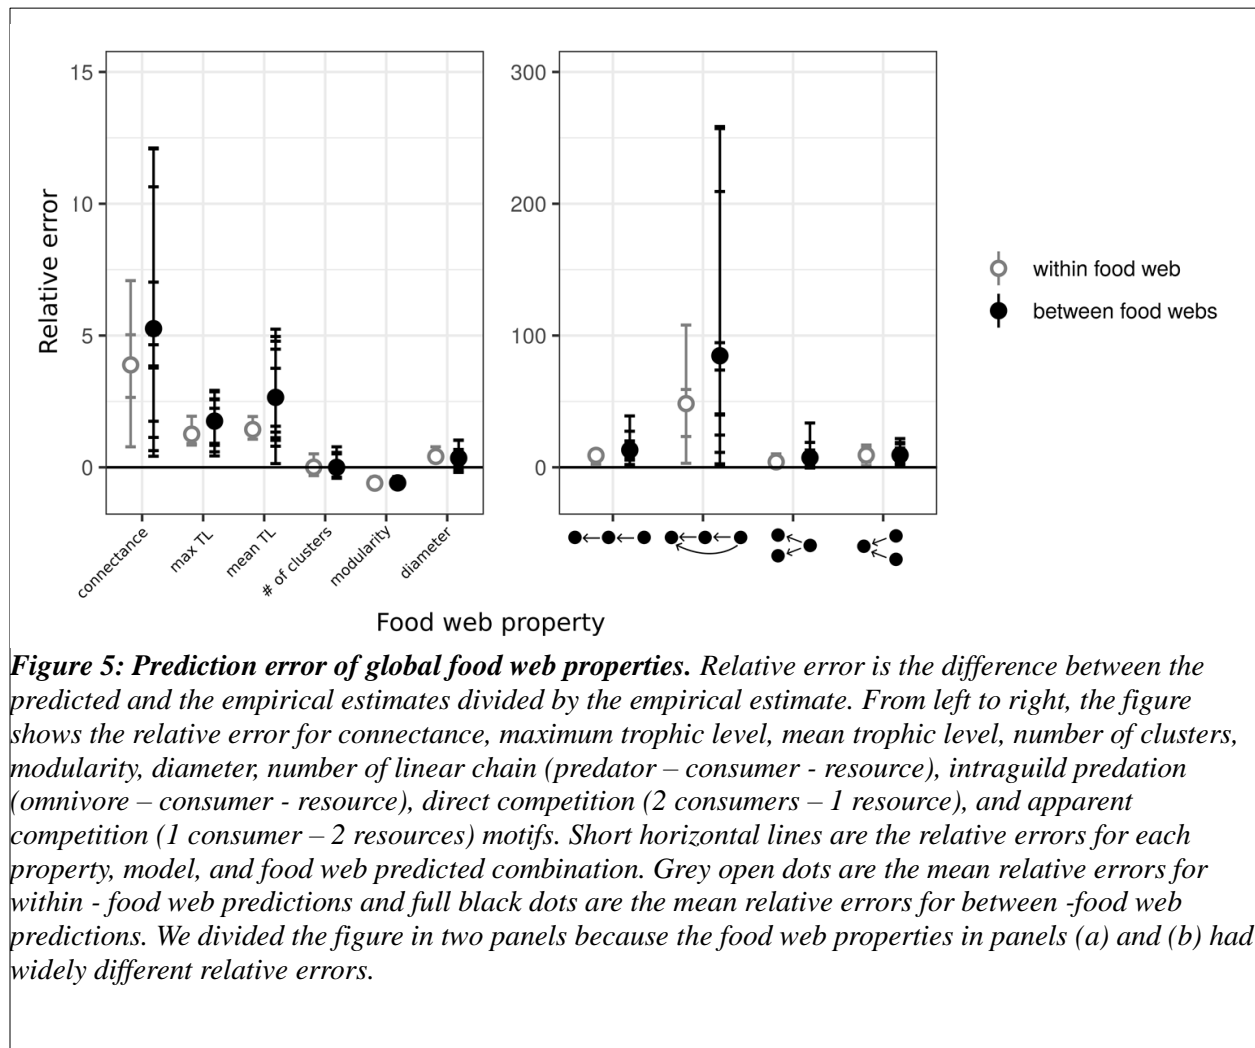 15
10
5
0
Relative error
300
200
100
0
connectance
max TL
mean TL
# of clusters
modularity
diameter
Food web property
within food web
between food webs
Figure 5: Prediction error of global food web properties. Relative error is the difference between the
predicted and the empirical estimates divided by the empirical estimate. From left to right, the figure
shows the relative error for connectance, maximum trophic level, mean trophic level, number of clusters,
modularity, diameter, number of linear chain (predator – consumer - resource), intraguild predation
(omnivore – consumer - resource), direct competition (2 consumers – 1 resource), and apparent
competition (1 consumer – 2 resources) motifs. Short horizontal lines are the relative errors for each
property, model, and food web predicted combination. Grey open dots are the mean relative errors for
within - food web predictions and full black dots are the mean relative errors for between -food web
predictions. We divided the figure in two panels because the food web properties in panels (a) and (b) had
widely different relative errors.